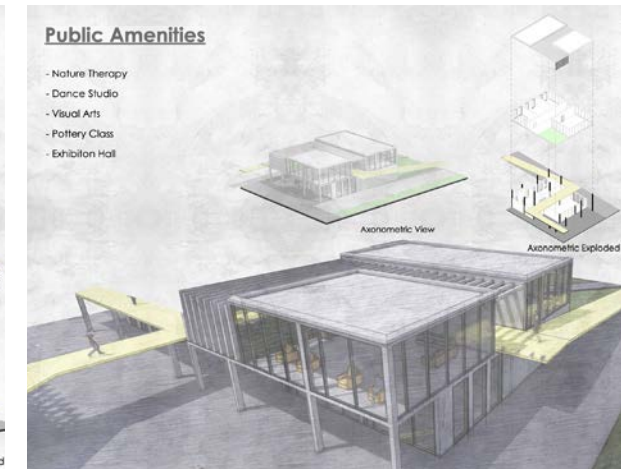 Public Amenities
- Nature Therapy
- Dance Studio
- Visual Arts
- Pottery Class
- Exhibiton Hall
Axonometric View
Axonometric Exploded
d